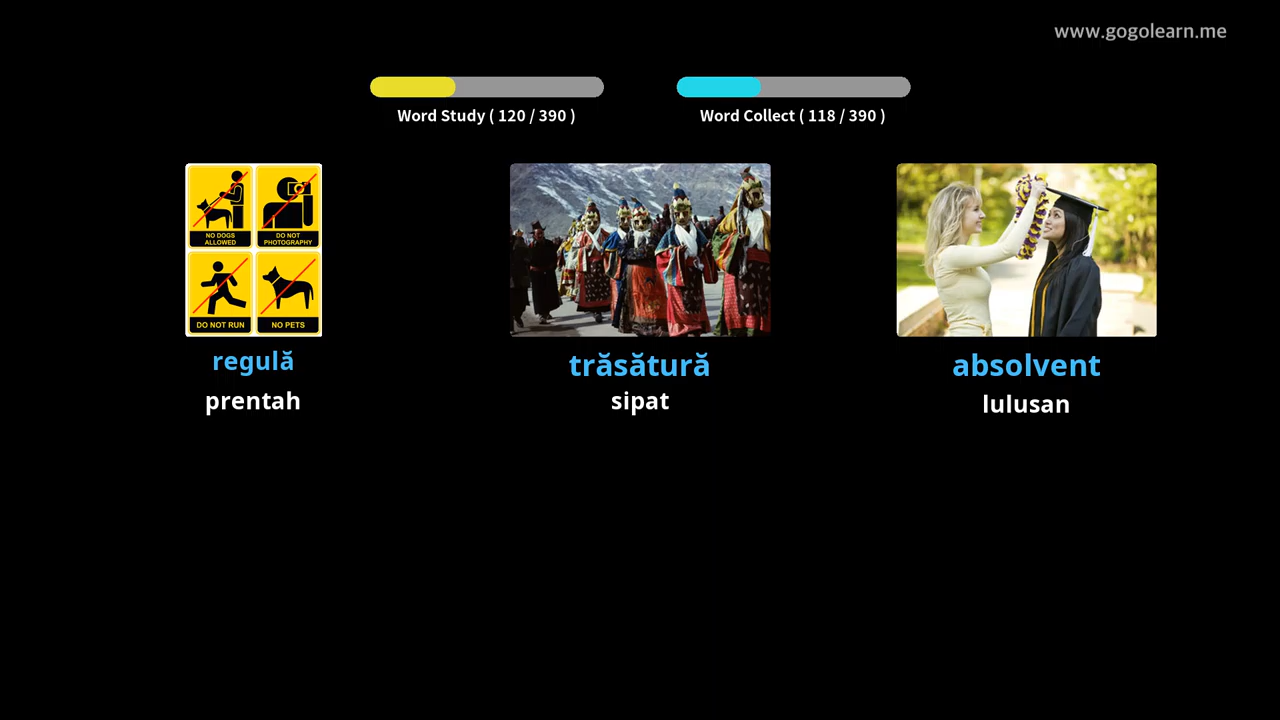 www.gogolearn.me
Word Study ( 120 / 390 )
Word Collect ( 118 / 390 )
NO DOGS
ALLOWED
DO NOT
PHOTOGRAPHY
DO NOT RUN
NO PETS
regulă
trăsătură
absolvent
prentah
sipat
lulusan